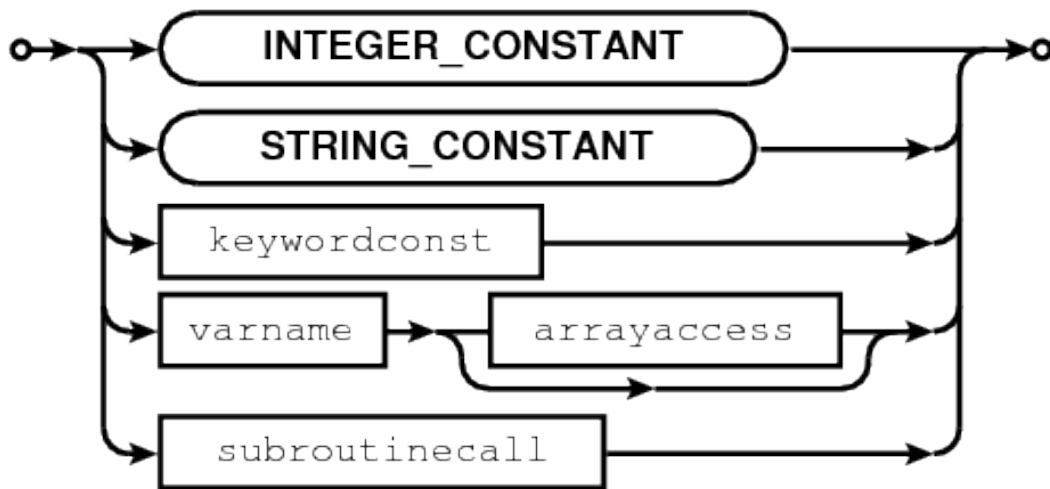 INTEGER_CONSTANT
STRING_CONSTANT
keywordconst
varname arrayaccess
subroutinecall